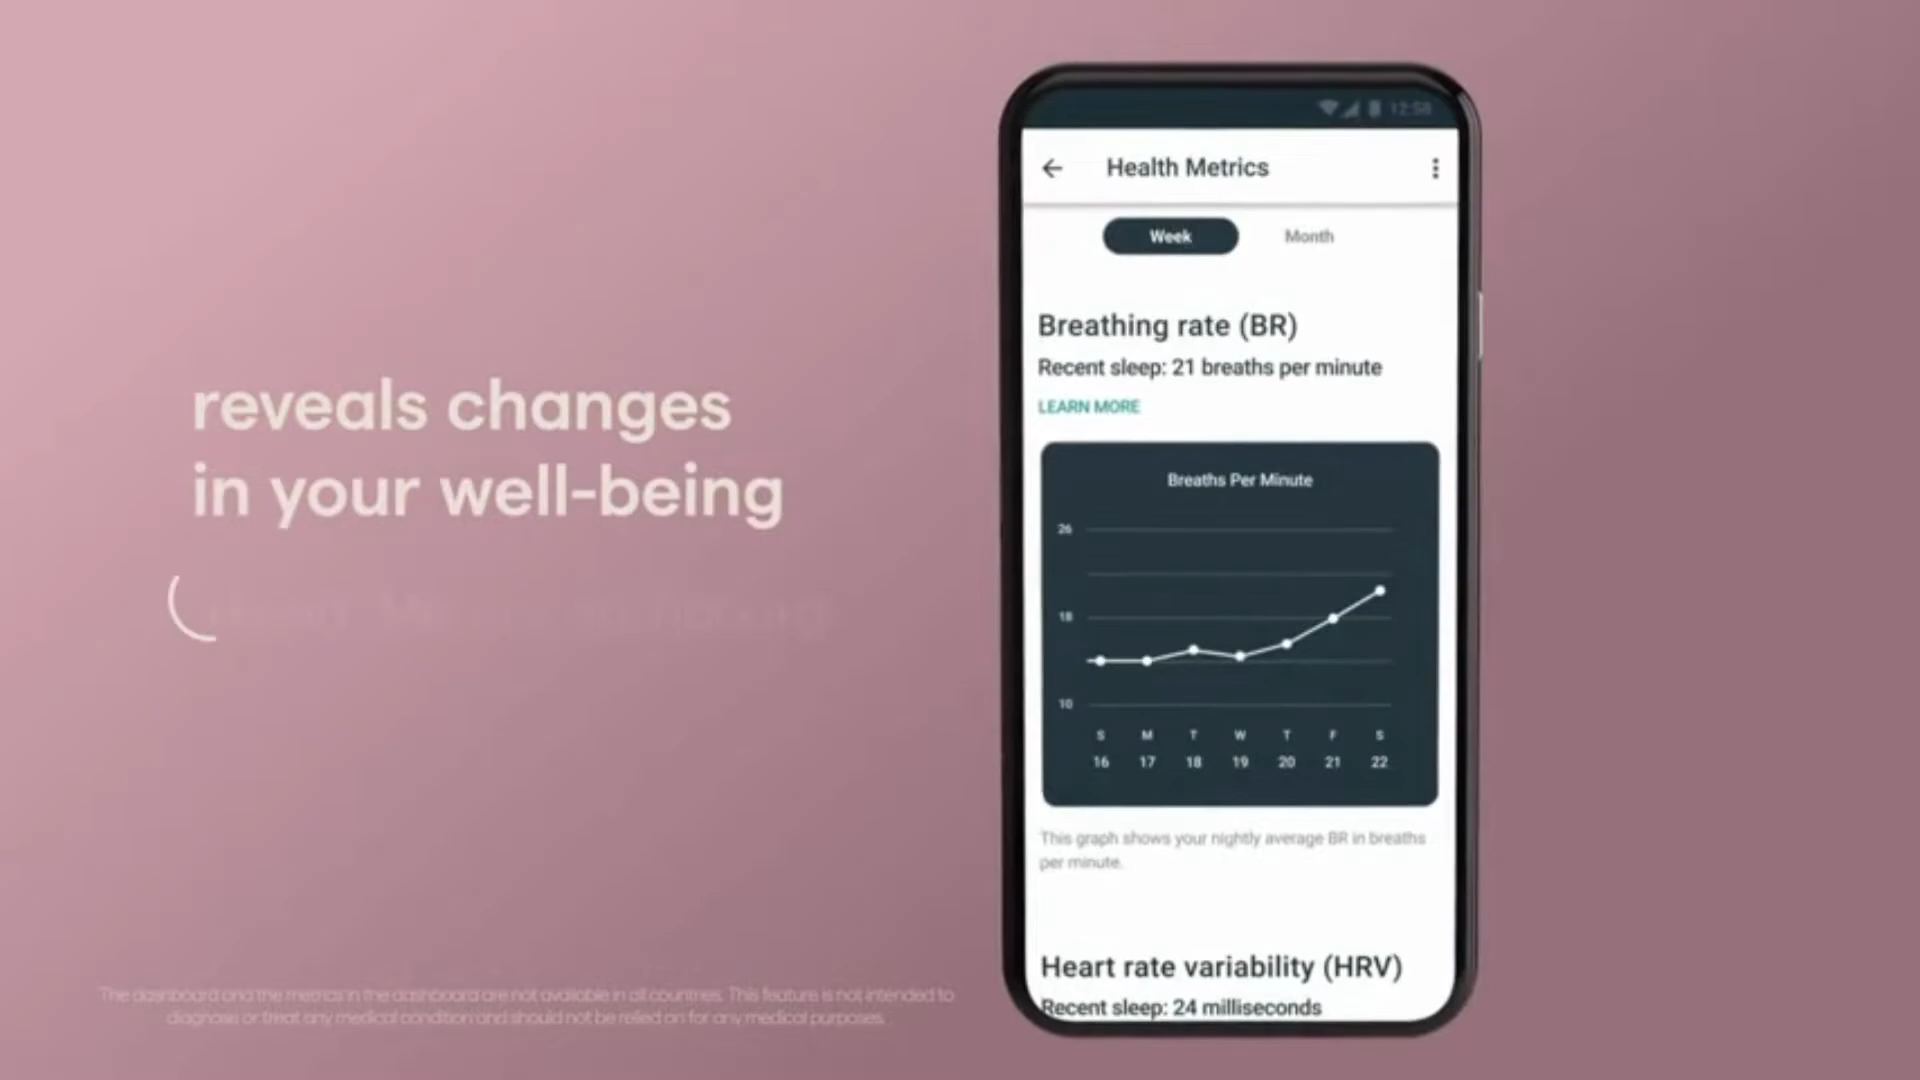 reveals changes
in your well-being
The dashboard and the metrics in the dashboard are not available in all countries. This feature is not intended to
diagnose or treat any medical condition and should not be relied on for any medical purposes.
12:58
Health Metrics
Week Month
Breathing rate (BR)
Recent sleep: 21 breaths per minute
LEARN MORE
Breaths Per Minute
26
18
10
S M T W T F S
16 17 18 19 20 21 22
This graph shows your nightly average BR in breaths
per minute.
Heart rate variability (HRV)
Recent sleep: 24 milliseconds